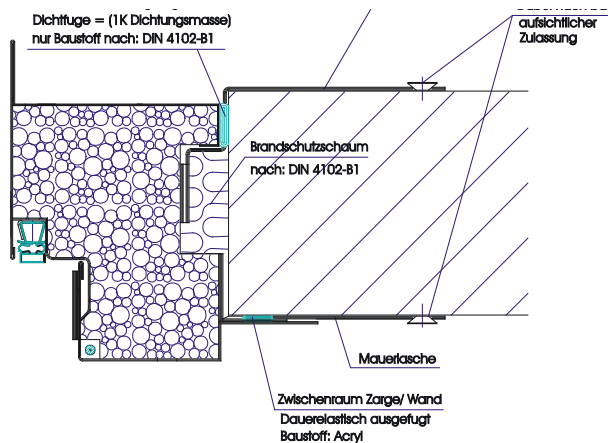 Dichtfuge = (1K Dichtungsmasse)
nur Baustoff nach: DIN 4102-B1
aufsichtlicher
Zulassung
Brandschutzschaum
nach: DIN 4102-B1
Mauerlasche
Zwischenraum Zarge/ Wand
Dauerelastisch ausgefugt
Baustoff: Acryl